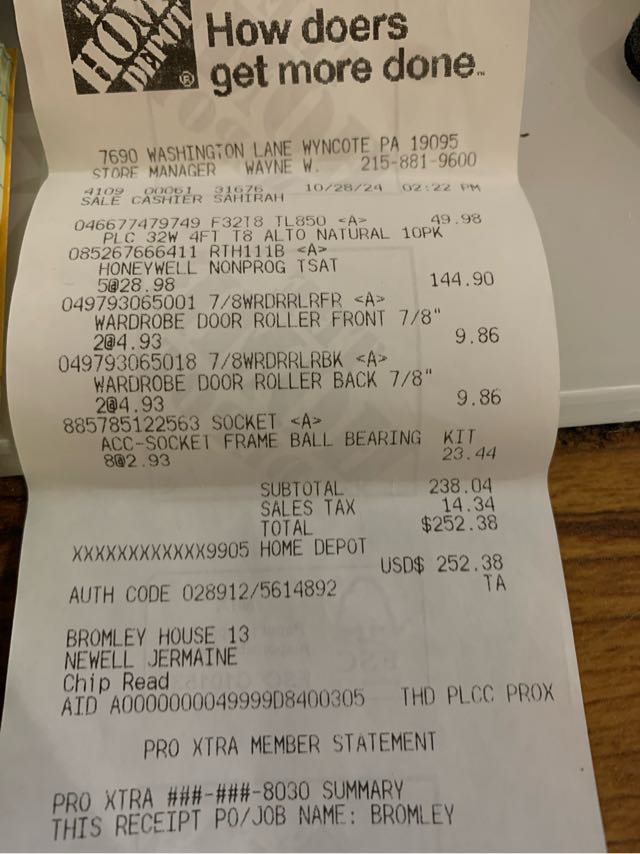 THE HOME DEPOT ®
How doers
get more done™
7690 WASHINGTON LANE WYNCOTE PA 19095
STORE MANAGER WAYNE W. 215-881-9600
4109 00061 31676 10/28/24 02:22 PM
SALE CASHIER SAHIRAH
046677479749 F32T8 TL850 <A> 49.98
PLC 32W 4FT T8 ALTO NATURAL 10PK
085267666411 RTH111B <A>
HONEYWELL NONPROG TSAT
5@28.98 144.90
049793065001 7/8WRDRRLRFR <A>
WARDROBE DOOR ROLLER FRONT 7/8"
2@4.93 9.86
049793065018 7/8WRDRRLRBK <A>
WARDROBE DOOR ROLLER BACK 7/8"
2@4.93 9.86
885785122563 SOCKET <A>
ACC-SOCKET FRAME BALL BEARING KIT
8@2.93 23.44
SUBTOTAL 238.04
SALES TAX 14.34
TOTAL $252.38
XXXXXXXXXXXX9905 HOME DEPOT
USD$ 252.38
AUTH CODE 028912/5614892 TA
BROMLEY HOUSE 13
NEWELL JERMAINE
Chip Read
AID A0000000049999D8400305 THD PLCC PROX
PRO XTRA MEMBER STATEMENT
PRO XTRA ###-###-8030 SUMMARY
THIS RECEIPT PO/JOB NAME: BROMLEY